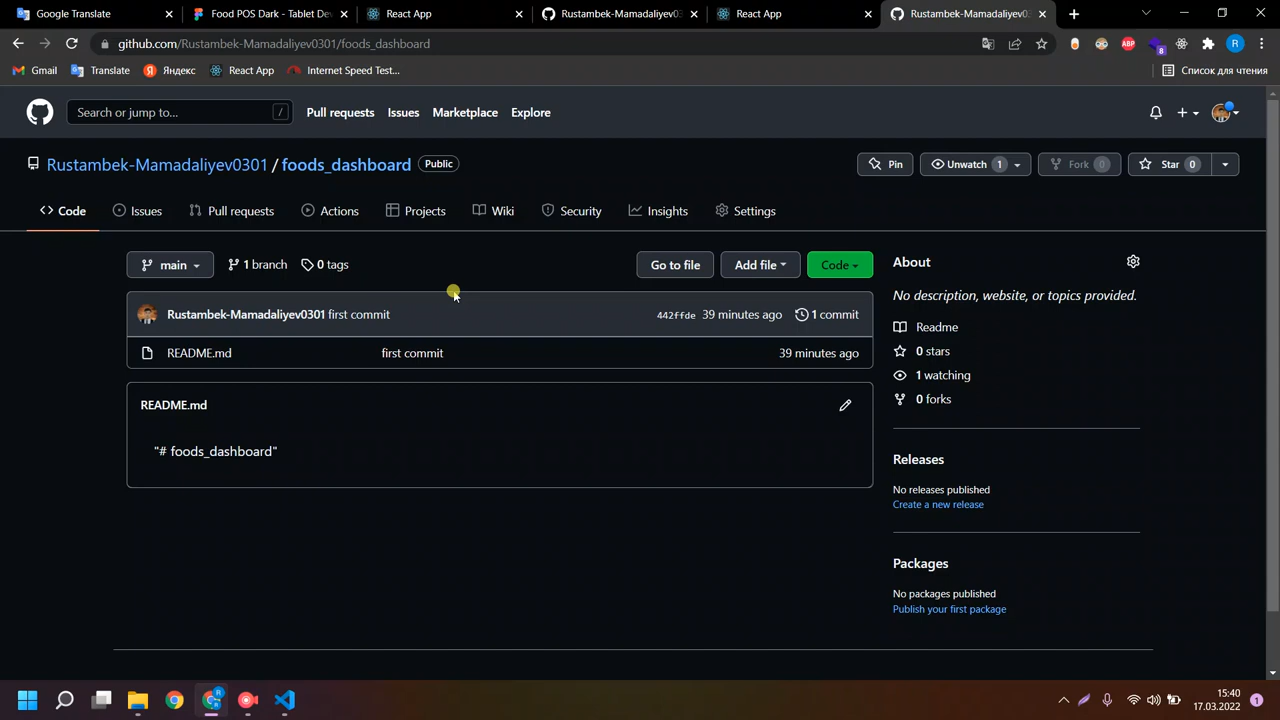 Google Translate
Food POS Dark - Tablet Dev
React App
Rustambek-Mamadaliyev03
React App
Rustambek-Mamadaliyev03
github.com/Rustambek-Mamadaliyev0301/foods_dashboard
ABP
8
R
Gmail
Translate
Яндекс
React App
Internet Speed Test...
Список для чтения
Search or jump to...
/
Pull requests
Issues
Marketplace
Explore
Rustambek-Mamadaliyev0301 / foods_dashboard
Public
Pin
Unwatch 1
Fork 0
Star 0
Code
Issues
Pull requests
Actions
Projects
Wiki
Security
Insights
Settings
main
1 branch
0 tags
Go to file
Add file
Code
Rustambek-Mamadaliyev0301 first commit
442ffde 39 minutes ago
1 commit
README.md
first commit
39 minutes ago
README.md
"# foods_dashboard"
About
No description, website, or topics provided.
Readme
0 stars
1 watching
0 forks
Releases
No releases published
Create a new release
Packages
No packages published
Publish your first package
R
15:40
17.03.2022
1